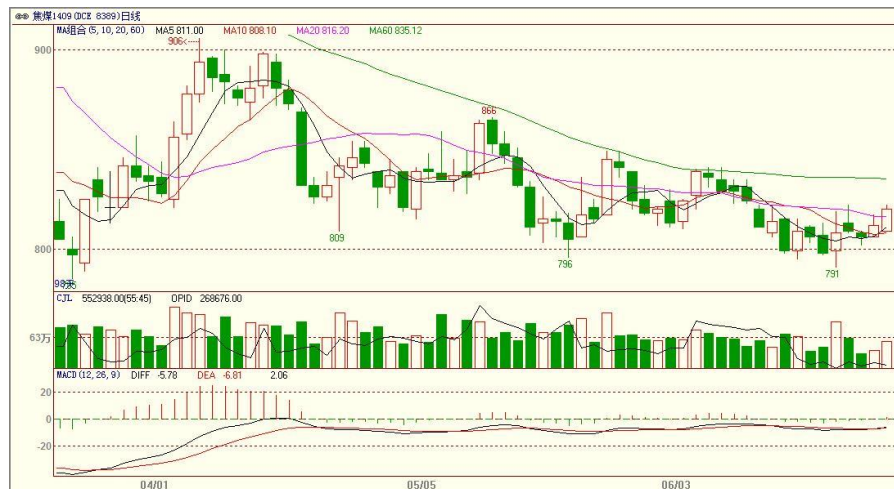 焦煤1409(DCE 8389)日线
MA组合(5,10,20,60) MA5 811.00 MA10 808.10 MA20 816.20 MA60 835.12
906
900
866
809
800
796
791
CJL 552938.00(55:45) OPID 268676.00
63万
MACD(12,26,9) DIFF -5.78 DEA -6.81 2.06
20
0
-20
04/01 05/05 06/03